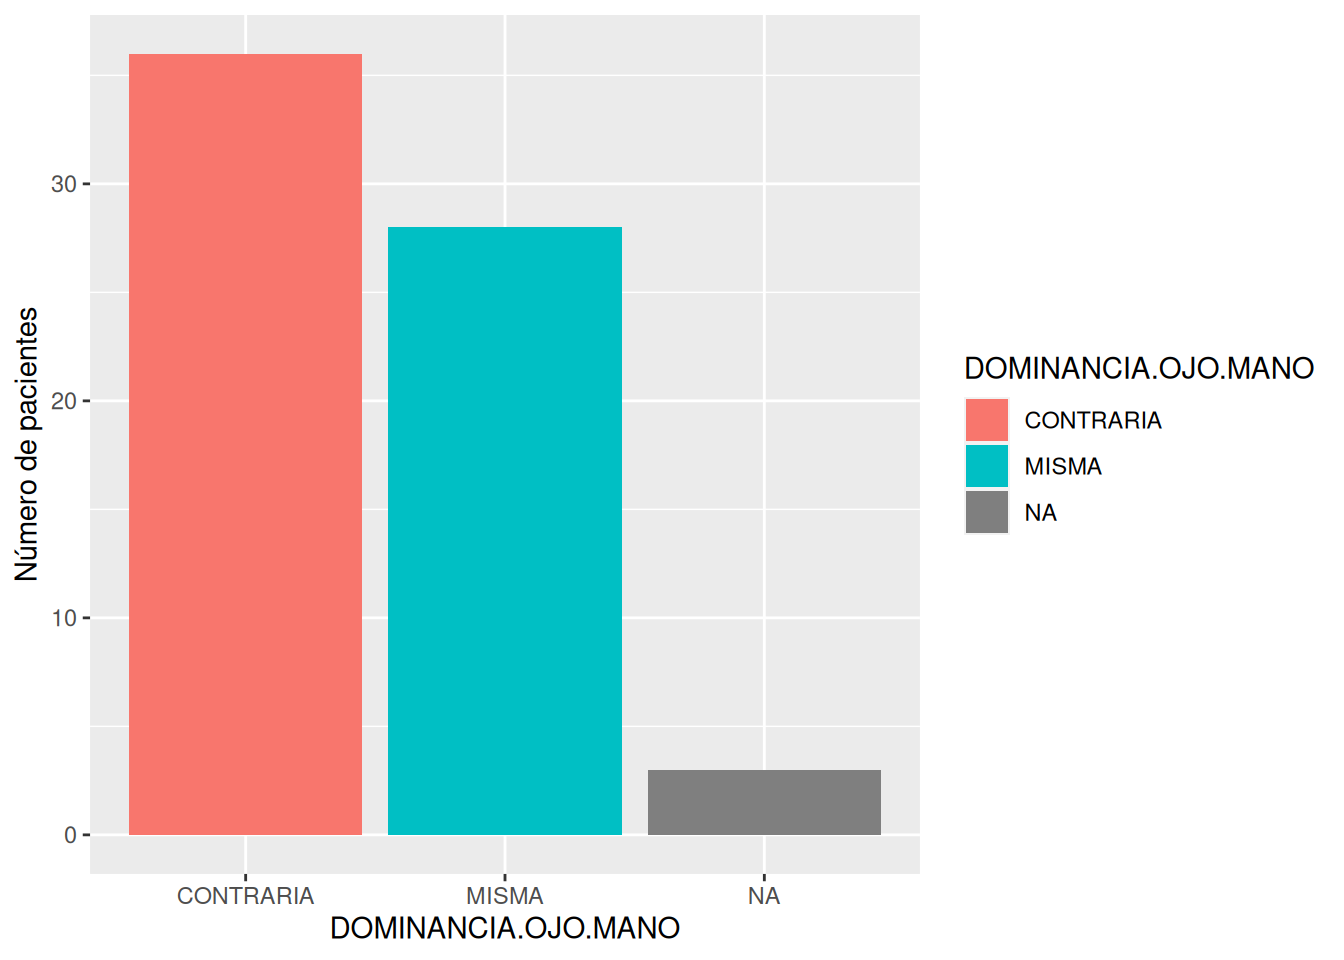 Número de pacientes
30
20
10
0
CONTRARIA
MISMA
NA
DOMINANCIA.OJO.MANO
DOMINANCIA.OJO.MANO
CONTRARIA
MISMA
NA